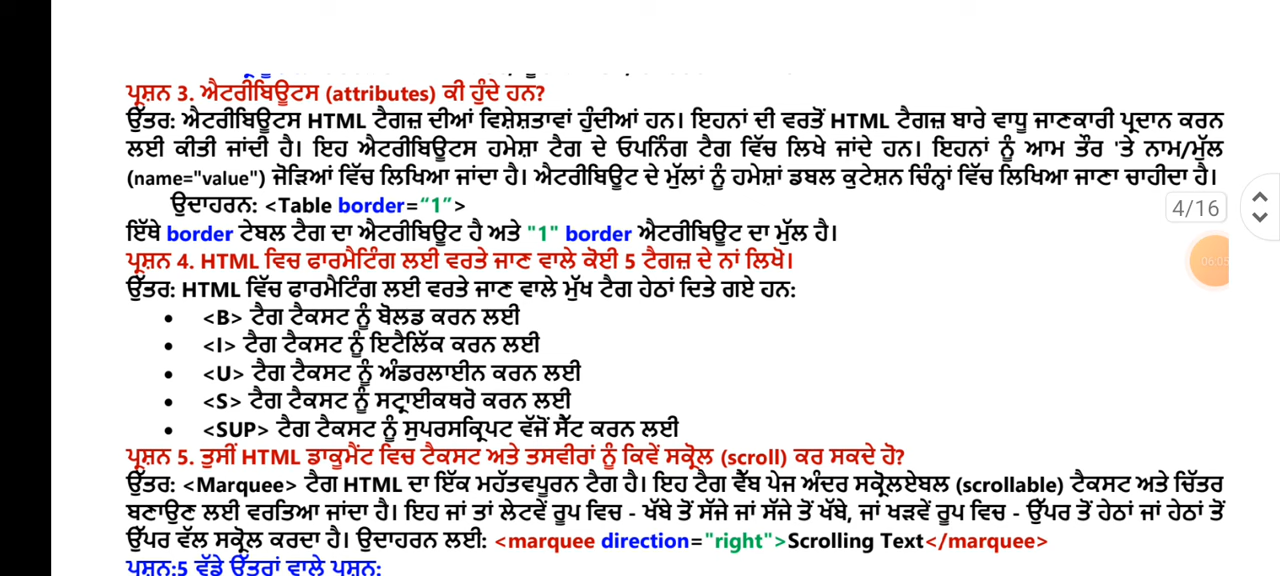 ਪ੍ਰਸ਼ਨ 3. ਐਟਰੀਬਿਊਟਸ (attributes) ਕੀ ਹੁੰਦੇ ਹਨ?
ਉੱਤਰ: ਐਟਰੀਬਿਊਟਸ HTML ਟੈਗਜ਼ ਦੀਆਂ ਵਿਸ਼ੇਸ਼ਤਾਵਾਂ ਹੁੰਦੀਆਂ ਹਨ। ਇਹਨਾਂ ਦੀ ਵਰਤੋਂ HTML ਟੈਗਜ਼ ਬਾਰੇ ਵਾਧੂ ਜਾਣਕਾਰੀ ਪ੍ਰਦਾਨ ਕਰਨ
ਲਈ ਕੀਤੀ ਜਾਂਦੀ ਹੈ। ਇਹ ਐਟਰੀਬਿਊਟਸ ਹਮੇਸ਼ਾ ਟੈਗ ਦੇ ਓਪਨਿੰਗ ਟੈਗ ਵਿੱਚ ਲਿਖੇ ਜਾਂਦੇ ਹਨ। ਇਹਨਾਂ ਨੂੰ ਆਮ ਤੌਰ 'ਤੇ ਨਾਮ/ਮੁੱਲ
(name="value") ਜੋੜਿਆਂ ਵਿੱਚ ਲਿਖਿਆ ਜਾਂਦਾ ਹੈ। ਐਟਰੀਬਿਊਟ ਦੇ ਮੁੱਲਾਂ ਨੂੰ ਹਮੇਸ਼ਾਂ ਡਬਲ ਕੁਟੇਸ਼ਨ ਚਿੰਨ੍ਹਾਂ ਵਿੱਚ ਲਿਖਿਆ ਜਾਣਾ ਚਾਹੀਦਾ ਹੈ।
ਉਦਾਹਰਨ: <Table border=“1”>
4/16
ਇੱਥੇ border ਟੇਬਲ ਟੈਗ ਦਾ ਐਟਰੀਬਿਊਟ ਹੈ ਅਤੇ "1" border ਐਟਰੀਬਿਊਟ ਦਾ ਮੁੱਲ ਹੈ।
ਪ੍ਰਸ਼ਨ 4. HTML ਵਿਚ ਫਾਰਮੈਟਿੰਗ ਲਈ ਵਰਤੇ ਜਾਣ ਵਾਲੇ ਕੋਈ 5 ਟੈਗਜ਼ ਦੇ ਨਾਂ ਲਿਖੋ।
06:05
ਉੱਤਰ: HTML ਵਿੱਚ ਫਾਰਮੈਟਿੰਗ ਲਈ ਵਰਤੇ ਜਾਣ ਵਾਲੇ ਮੁੱਖ ਟੈਗ ਹੇਠਾਂ ਦਿਤੇ ਗਏ ਹਨ:
• <B> ਟੈਗ ਟੈਕਸਟ ਨੂੰ ਬੋਲਡ ਕਰਨ ਲਈ
• <I> ਟੈਗ ਟੈਕਸਟ ਨੂੰ ਇਟੈਲਿੱਕ ਕਰਨ ਲਈ
• <U> ਟੈਗ ਟੈਕਸਟ ਨੂੰ ਅੰਡਰਲਾਈਨ ਕਰਨ ਲਈ
• <S> ਟੈਗ ਟੈਕਸਟ ਨੂੰ ਸਟ੍ਰਾਈਕਥਰੋ ਕਰਨ ਲਈ
• <SUP> ਟੈਗ ਟੈਕਸਟ ਨੂੰ ਸੁਪਰਸਕ੍ਰਿਪਟ ਵੱਜੋਂ ਸੈੱਟ ਕਰਨ ਲਈ
ਪ੍ਰਸ਼ਨ 5. ਤੁਸੀਂ HTML ਡਾਕੂਮੈਂਟ ਵਿਚ ਟੈਕਸਟ ਅਤੇ ਤਸਵੀਰਾਂ ਨੂੰ ਕਿਵੇਂ ਸਕ੍ਰੋਲ (scroll) ਕਰ ਸਕਦੇ ਹੋ?
ਉੱਤਰ: <Marquee> ਟੈਗ HTML ਦਾ ਇੱਕ ਮਹੱਤਵਪੂਰਨ ਟੈਗ ਹੈ। ਇਹ ਟੈਗ ਵੈੱਬ ਪੇਜ ਅੰਦਰ ਸਕ੍ਰੋਲਏਬਲ (scrollable) ਟੈਕਸਟ ਅਤੇ ਚਿੱਤਰ
ਬਣਾਉਣ ਲਈ ਵਰਤਿਆ ਜਾਂਦਾ ਹੈ। ਇਹ ਜਾਂ ਤਾਂ ਲੇਟਵੇਂ ਰੂਪ ਵਿਚ - ਖੱਬੇ ਤੋਂ ਸੱਜੇ ਜਾਂ ਸੱਜੇ ਤੋਂ ਖੱਬੇ, ਜਾਂ ਖੜਵੇਂ ਰੂਪ ਵਿਚ - ਉੱਪਰ ਤੋਂ ਹੇਠਾਂ ਜਾਂ ਹੇਠਾਂ ਤੋਂ
ਉੱਪਰ ਵੱਲ ਸਕ੍ਰੋਲ ਕਰਦਾ ਹੈ। ਉਦਾਹਰਨ ਲਈ: <marquee direction="right">Scrolling Text</marquee>
ਪ੍ਰਸ਼ਨ:5 ਵੱਡੇ ਉੱਤਰਾਂ ਵਾਲੇ ਪ੍ਰਸ਼ਨ: